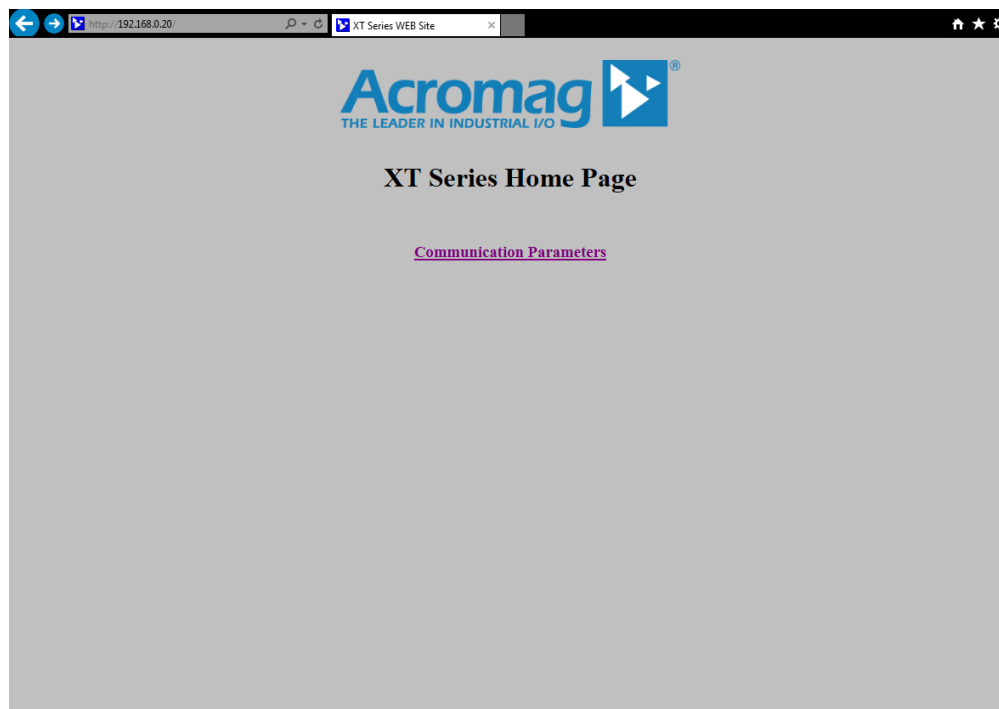 http://192.168.0.20/
XT Series WEB Site
Acromag
®
THE LEADER IN INDUSTRIAL I/O
XT Series Home Page
Communication Parameters